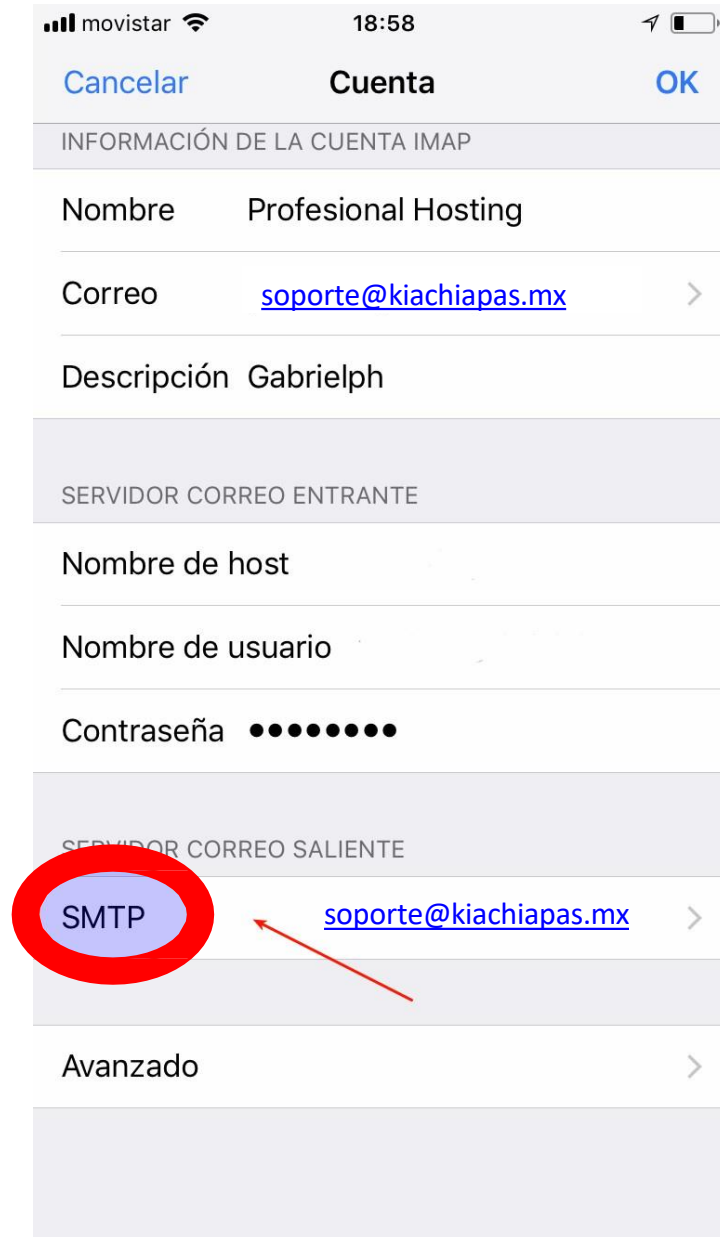 movistar 18:58
Cancelar Cuenta OK
INFORMACIÓN DE LA CUENTA IMAP
Nombre Profesional Hosting
Correo soporte@kiachiapas.mx
Descripción Gabrielph
SERVIDOR CORREO ENTRANTE
Nombre de host
Nombre de usuario
Contraseña ●●●●●●●●
SERVIDOR CORREO SALIENTE
SMTP soporte@kiachiapas.mx
Avanzado